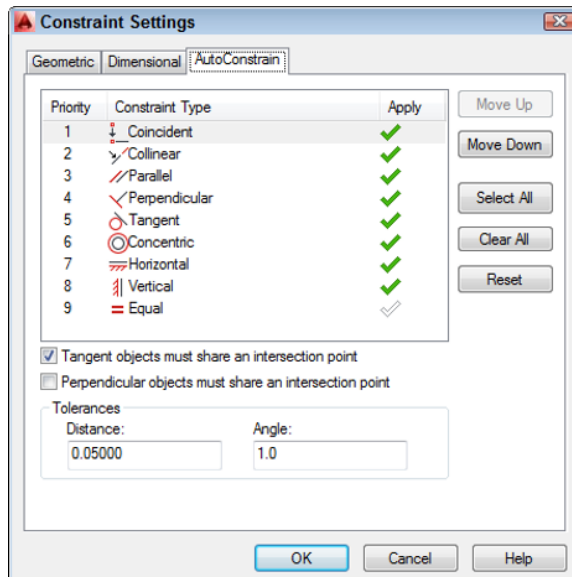 Constraint Settings
Geometric Dimensional AutoConstrain
Priority Constraint Type Apply
1 Coincident
2 Collinear
3 Parallel
4 Perpendicular
5 Tangent
6 Concentric
7 Horizontal
8 Vertical
9 Equal
Move Up
Move Down
Select All
Clear All
Reset
Tangent objects must share an intersection point
Perpendicular objects must share an intersection point
Tolerances
Distance: Angle:
0.05000 1.0
OK Cancel Help